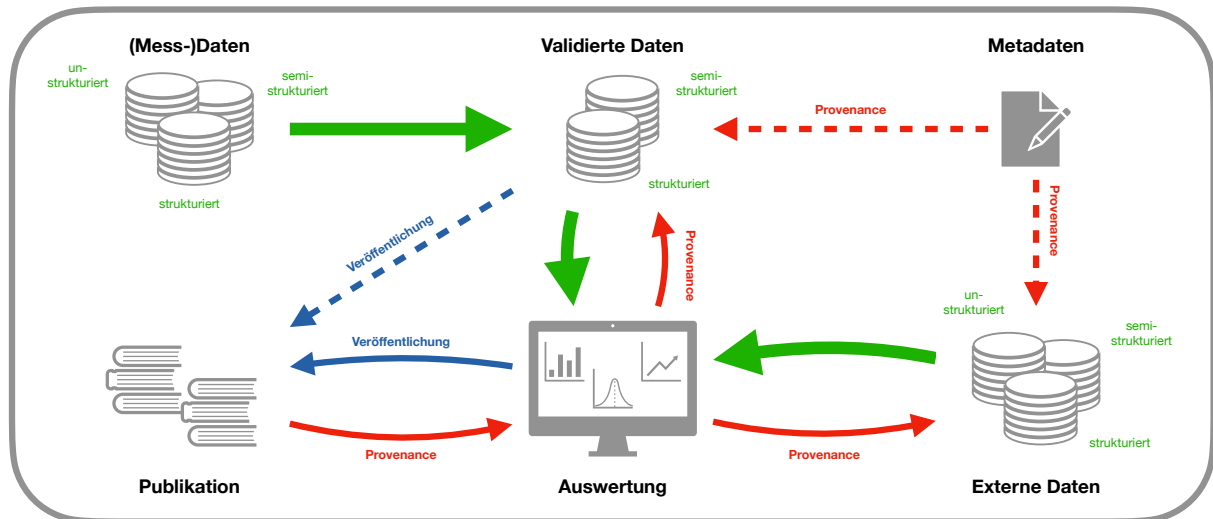 (Mess-)Daten
Validierte Daten
Metadaten
un-
strukturiert
semi-
strukturiert
strukturiert
semi-
strukturiert
strukturiert
Provenance
Provenance
Veröffentlichung
Provenance
un-
strukturiert
semi-
strukturiert
strukturiert
Veröffentlichung
Provenance
Provenance
Publikation
Auswertung
Externe Daten